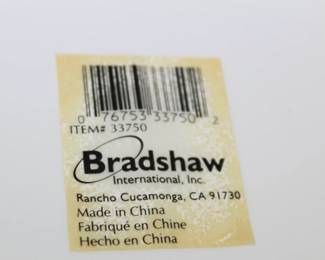 0 76753 33750 2
ITEM# 33750
Bradshaw
International, Inc.
Rancho Cucamonga, CA 91730
Made in China
Fabriqué en Chine
Hecho en China